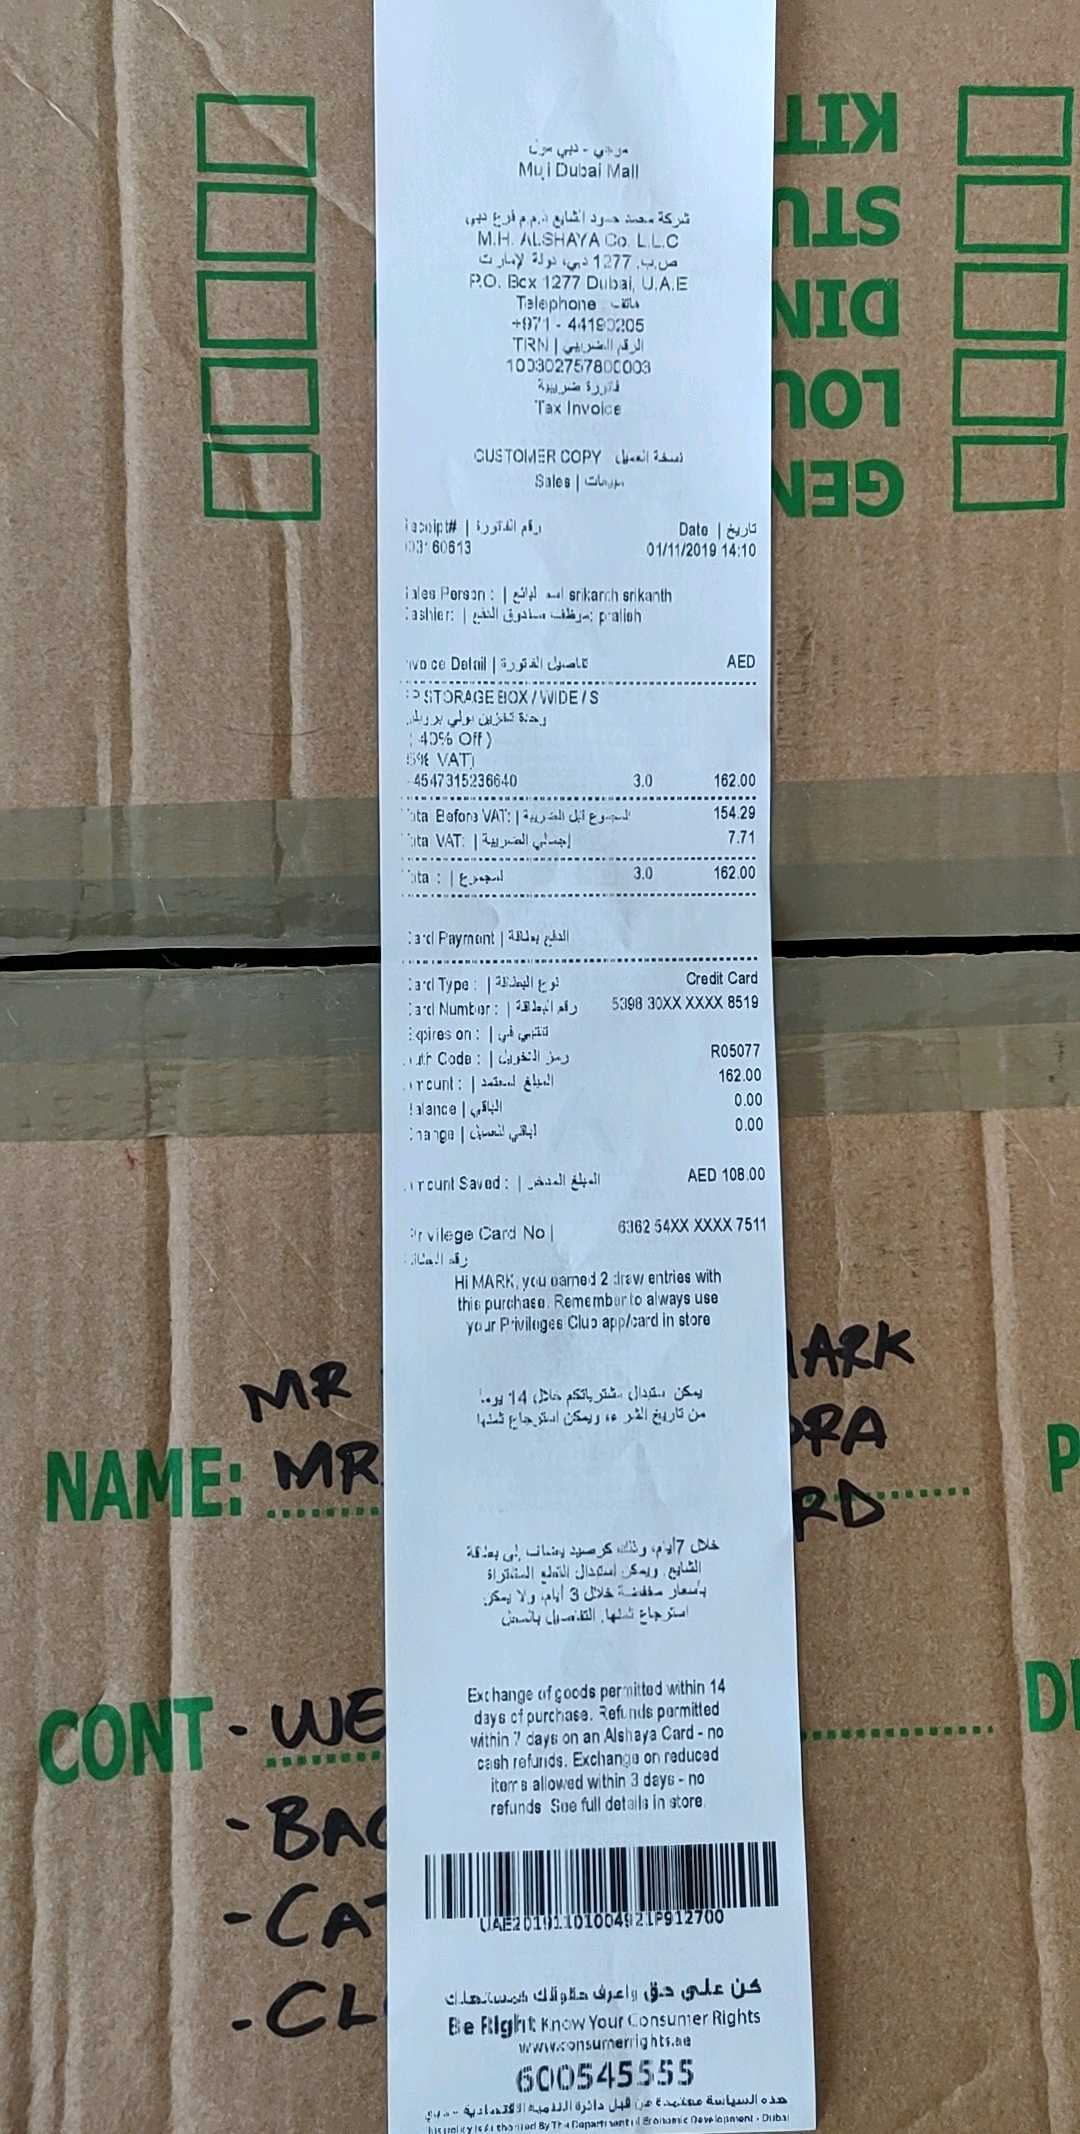 KIT
STU
DIN
LOU
GEN
موجي - دبي مول
Muji Dubai Mall
شركة محمد حمود الشايع ذ.م.م فرع دبي
M.H. ALSHAYA Co. L.L.C
ص.ب. 1277 دبي، دولة الإمارات
P.O. Box 1277 Dubai, U.A.E
Telephone هاتف
+971 - 44190205
TRN | الرقم الضريبي
100302757800003
فاتورة ضريبية
Tax Invoice
CUSTOMER COPY نسخة العميل
Sales | مبيعات
Receipt# | رقم الفاتورة Date | تاريخ
003160613 01/11/2019 14:10
Sales Person : | اسم البائع srikanth srikanth
Cashier: | موظف صندوق الدفع:
Invoice Detail | تفاصيل الفاتورة AED
PP STORAGE BOX / WIDE / S
وحدة تخزين بولي بروبلين
( 40% Off )
(5% VAT)
4547315236640 3.0 162.00
Total Before VAT: | المجموع قبل الضريبة 154.29
Total VAT: | إجمالي الضريبة 7.71
Total : | المجموع 3.0 162.00
Card Payment | الدفع بطاقة
Card Type : | نوع البطاقة Credit Card
Card Number : | رقم البطاقة 5398 30XX XXXX 8519
Expires on : | تنتهي في
Auth Code : | رمز التخويل R05077
Amount : | المبلغ المعتمد 162.00
Balance | الباقي 0.00
Change | الباقي للعميل 0.00
Amount Saved : | المبلغ المدخر AED 108.00
Privilege Card No | 6362 54XX XXXX 7511
رقم البطاقة
Hi MARK, you earned 2 draw entries with
this purchase. Remember to always use
your Privileges Club app/card in store
يمكن استبدال مشترياتكم خلال 14 يوما
من تاريخ الشراء، ويمكن استرجاع ثمنها
خلال 7أيام، وذلك كرصيد يضاف إلى بطاقة
الشايع. ويمكن استبدال القطع المشتراة
بأسعار مخفضة خلال 3 أيام، ولا يمكن
استرجاع ثمنها. التفاصيل بالمحل
Exchange of goods permitted within 14
days of purchase. Refunds permitted
within 7 days on an Alshaya Card - no
cash refunds. Exchange on reduced
items allowed within 3 days - no
refunds. See full details in store.
UAE20191101004921P912700
كن على حق واعرف حقوقك كمستهلك
Be Right Know Your Consumer Rights
www.consumerrights.ae
600545555
هذه السياسة معتمدة من قبل دائرة التنمية الاقتصادية - دبي
This policy is Authorized By The Department of Economic Development - Dubai
MR ARK
NAME: MR ORA
RD
P
CONT - WE
DE
- BAG
- CAT
- CL